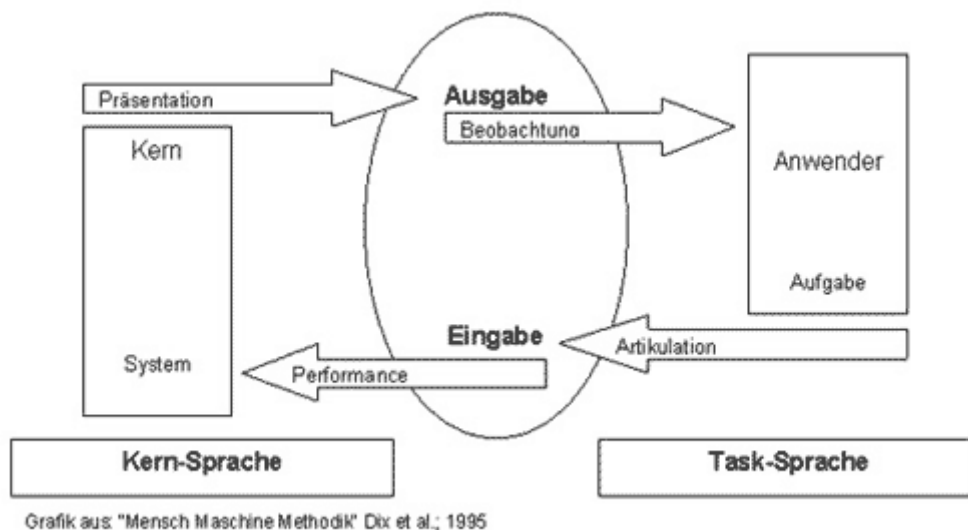 Präsentation
Ausgabe
Beobachtung
Kern
Anwender
Aufgabe
Eingabe
Artikulation
System
Performance
Kern-Sprache
Task-Sprache
Grafik aus: "Mensch Maschine Methodik" Dix et al.; 1995